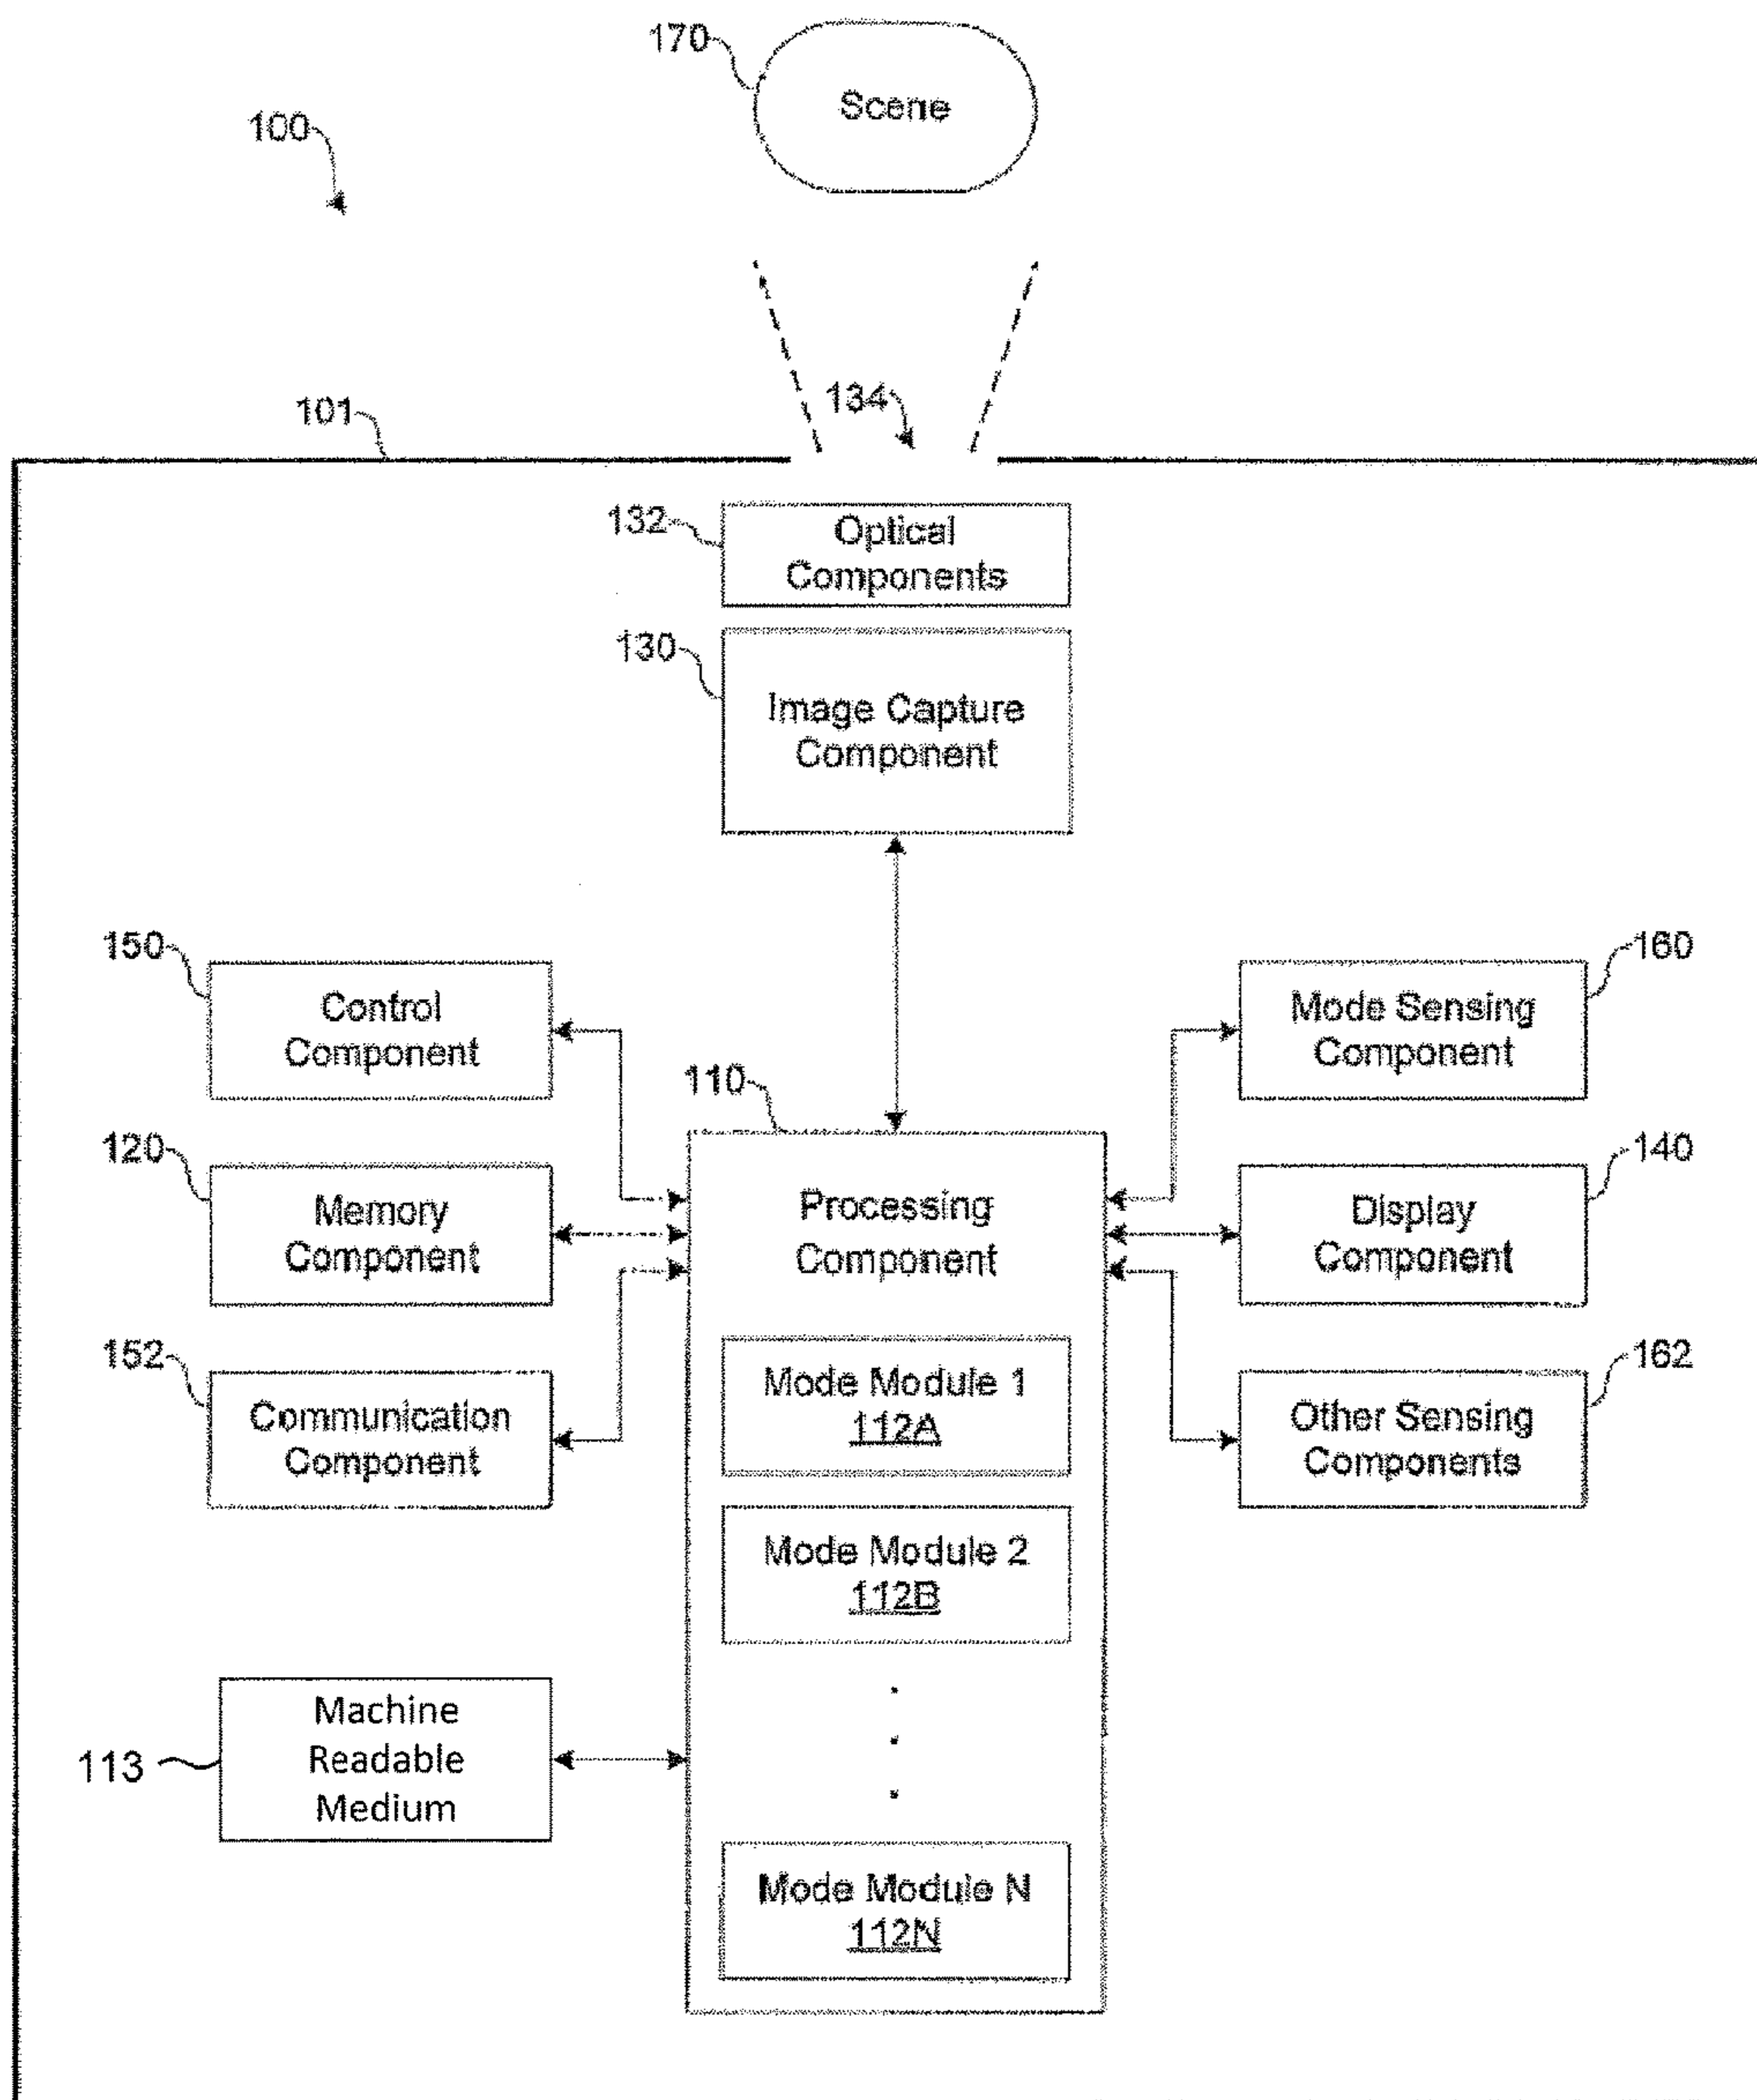 170
Scene
100
134
101
132
Optical
Components
130
Image Capture
Component
150
Control
Component
160
Mode Sensing
Component
110
120
Memory
Component
Processing
Component
140
Display
Component
152
Communication
Component
Mode Module 1
112A
162
Other Sensing
Components
Mode Module 2
112B
113
Machine
Readable
Medium
Mode Module N
112N